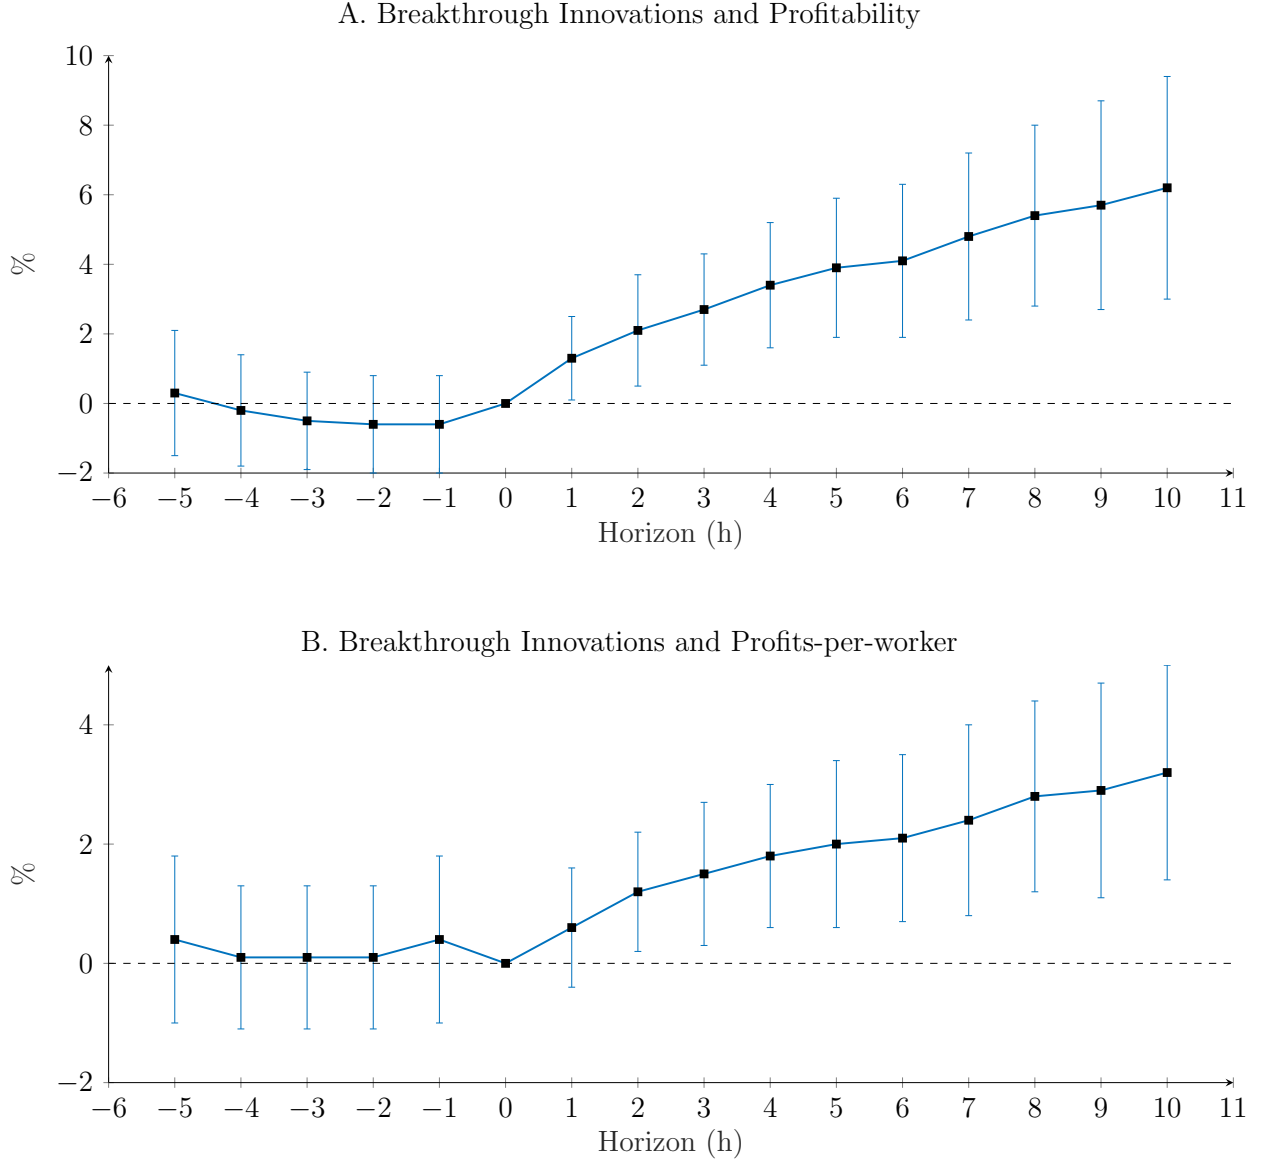 A. Breakthrough Innovations and Profitability
10
8
6
4
2
0
−2
%
−6 −5 −4 −3 −2 −1 0 1 2 3 4 5 6 7 8 9 10 11
Horizon (h)
B. Breakthrough Innovations and Profits-per-worker
4
2
0
−2
%
−6 −5 −4 −3 −2 −1 0 1 2 3 4 5 6 7 8 9 10 11
Horizon (h)